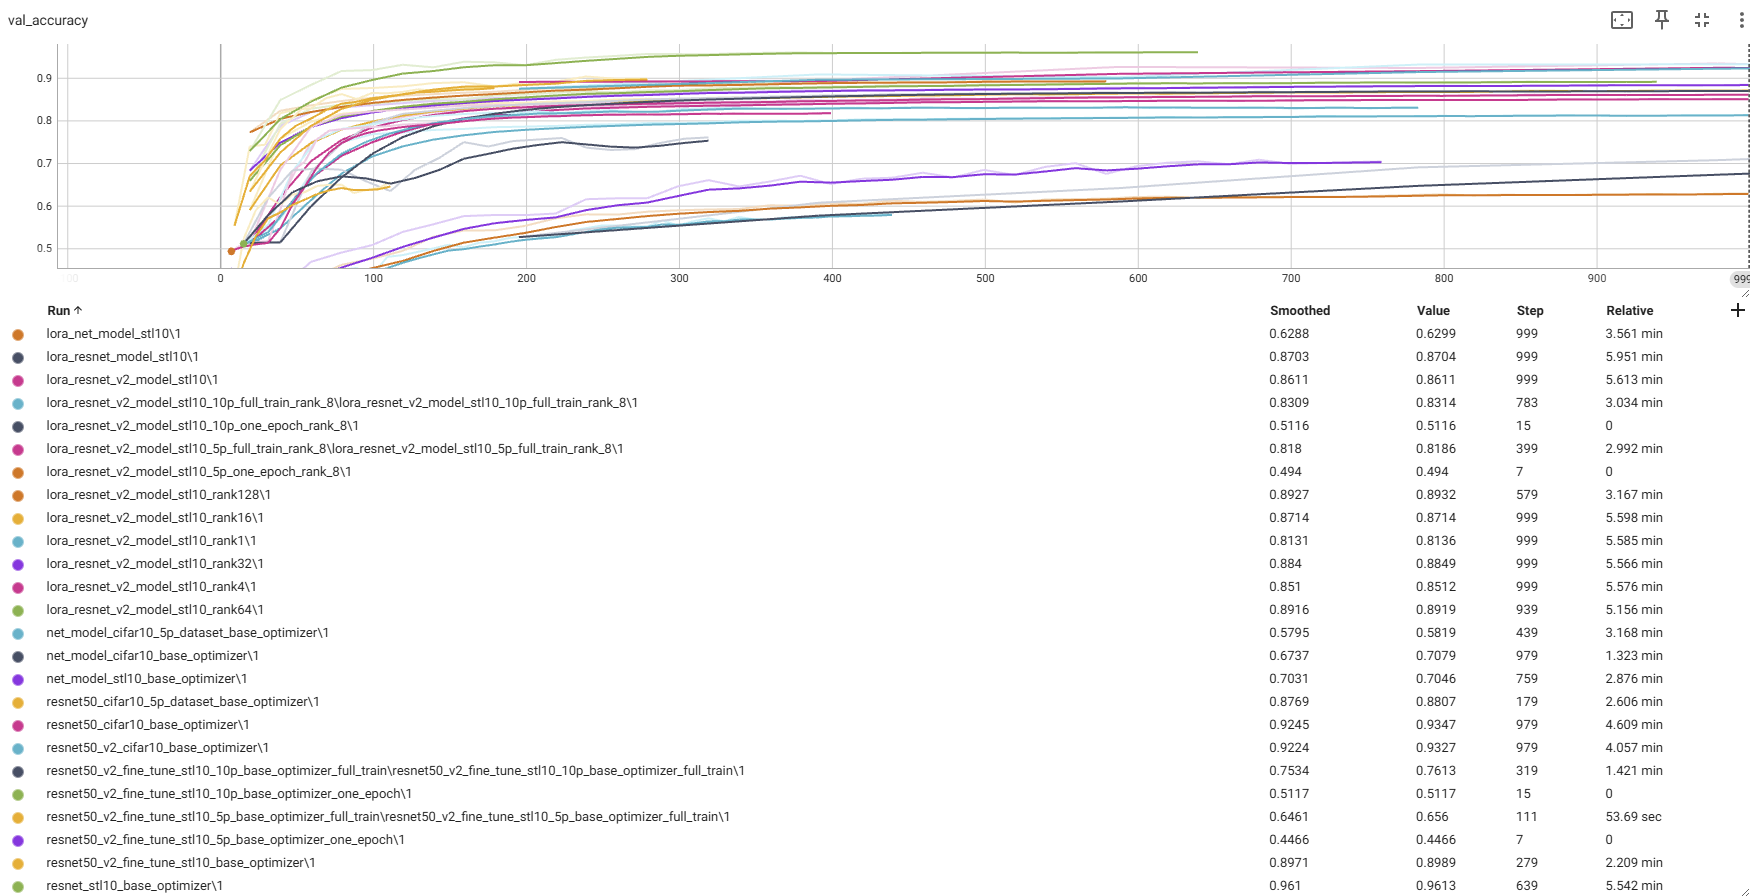 val_accuracy
0.9
0.8
0.7
0.6
0.5
0 100 200 300 400 500 600 700 800 900 999
Run ↑ Smoothed Value Step Relative
lora_net_model_stl10\1 0.6288 0.6299 999 3.561 min
lora_resnet_model_stl10\1 0.8703 0.8704 999 5.951 min
lora_resnet_v2_model_stl10\1 0.8611 0.8611 999 5.613 min
lora_resnet_v2_model_stl10_10p_full_train_rank_8\lora_resnet_v2_model_stl10_10p_full_train_rank_8\1 0.8309 0.8314 783 3.034 min
lora_resnet_v2_model_stl10_10p_one_epoch_rank_8\1 0.5116 0.5116 15 0
lora_resnet_v2_model_stl10_5p_full_train_rank_8\lora_resnet_v2_model_stl10_5p_full_train_rank_8\1 0.818 0.8186 399 2.992 min
lora_resnet_v2_model_stl10_5p_one_epoch_rank_8\1 0.494 0.494 7 0
lora_resnet_v2_model_stl10_rank128\1 0.8927 0.8932 579 3.167 min
lora_resnet_v2_model_stl10_rank16\1 0.8714 0.8714 999 5.598 min
lora_resnet_v2_model_stl10_rank1\1 0.8131 0.8136 999 5.585 min
lora_resnet_v2_model_stl10_rank32\1 0.884 0.8849 999 5.566 min
lora_resnet_v2_model_stl10_rank4\1 0.851 0.8512 999 5.576 min
lora_resnet_v2_model_stl10_rank64\1 0.8916 0.8919 939 5.156 min
net_model_cifar10_5p_dataset_base_optimizer\1 0.5795 0.5819 439 3.168 min
net_model_cifar10_base_optimizer\1 0.6737 0.7079 979 1.323 min
net_model_stl10_base_optimizer\1 0.7031 0.7046 759 2.876 min
resnet50_cifar10_5p_dataset_base_optimizer\1 0.8769 0.8807 179 2.606 min
resnet50_cifar10_base_optimizer\1 0.9245 0.9347 979 4.609 min
resnet50_v2_cifar10_base_optimizer\1 0.9224 0.9327 979 4.057 min
resnet50_v2_fine_tune_stl10_10p_base_optimizer_full_train\resnet50_v2_fine_tune_stl10_10p_base_optimizer_full_train\1 0.7534 0.7613 319 1.421 min
resnet50_v2_fine_tune_stl10_10p_base_optimizer_one_epoch\1 0.5117 0.5117 15 0
resnet50_v2_fine_tune_stl10_5p_base_optimizer_full_train\resnet50_v2_fine_tune_stl10_5p_base_optimizer_full_train\1 0.6461 0.656 111 53.69 sec
resnet50_v2_fine_tune_stl10_5p_base_optimizer_one_epoch\1 0.4466 0.4466 7 0
resnet50_v2_fine_tune_stl10_base_optimizer\1 0.8971 0.8989 279 2.209 min
resnet_stl10_base_optimizer\1 0.961 0.9613 639 5.542 min